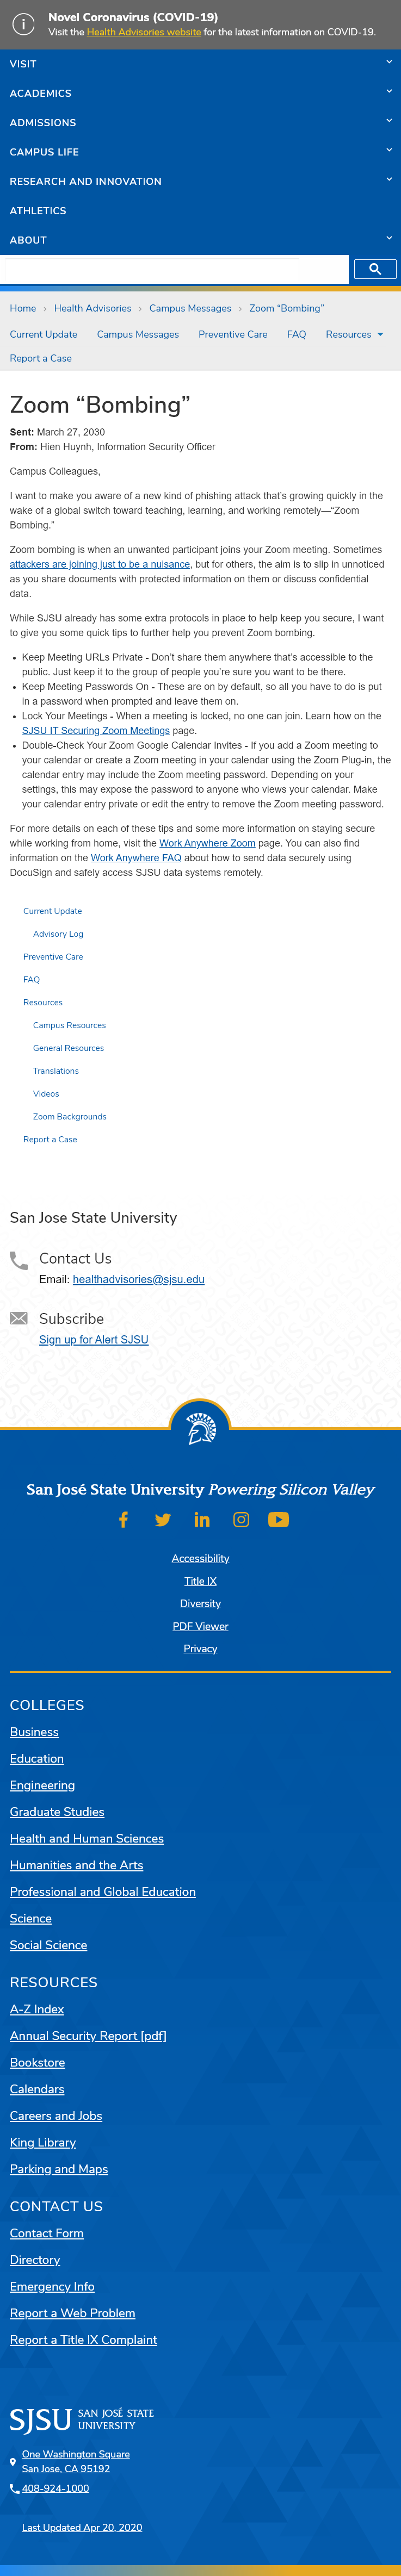 Novel Coronavirus (COVID-19)
Visit the Health Advisories website for the latest information on COVID-19.
VISIT
ACADEMICS
ADMISSIONS
CAMPUS LIFE
RESEARCH AND INNOVATION
ATHLETICS
ABOUT
Home > Health Advisories > Campus Messages > Zoom “Bombing”
Current Update Campus Messages Preventive Care FAQ Resources
Report a Case
Zoom “Bombing”
Sent: March 27, 2030
From: Hien Huynh, Information Security Officer
Campus Colleagues,
I want to make you aware of a new kind of phishing attack that’s growing quickly in the
wake of a global switch toward teaching, learning, and working remotely—“Zoom
Bombing.”
Zoom bombing is when an unwanted participant joins your Zoom meeting. Sometimes
attackers are joining just to be a nuisance, but for others, the aim is to slip in unnoticed
as you share documents with protected information on them or discuss confidential
data.
While SJSU already has some extra protocols in place to help keep you secure, I want
to give you some quick tips to further help you prevent Zoom bombing.
• Keep Meeting URLs Private - Don’t share them anywhere that’s accessible to the
public. Just keep it to the group of people you’re sure you want to be there.
• Keep Meeting Passwords On - These are on by default, so all you have to do is put
in a password when prompted and leave them on.
• Lock Your Meetings - When a meeting is locked, no one can join. Learn how on the
SJSU IT Securing Zoom Meetings page.
• Double-Check Your Zoom Google Calendar Invites - If you add a Zoom meeting to
your calendar or create a Zoom meeting in your calendar using the Zoom Plug-in, the
calendar entry may include the Zoom meeting password. Depending on your
settings, this may expose the password to anyone who views your calendar. Make
your calendar entry private or edit the entry to remove the Zoom meeting password.
For more details on each of these tips and some more information on staying secure
while working from home, visit the Work Anywhere Zoom page. You can also find
information on the Work Anywhere FAQ about how to send data securely using
DocuSign and safely access SJSU data systems remotely.
Current Update
Advisory Log
Preventive Care
FAQ
Resources
Campus Resources
General Resources
Translations
Videos
Zoom Backgrounds
Report a Case
San Jose State University
Contact Us
Email: healthadvisories@sjsu.edu
Subscribe
Sign up for Alert SJSU
San José State University Powering Silicon Valley
Accessibility
Title IX
Diversity
PDF Viewer
Privacy
COLLEGES
Business
Education
Engineering
Graduate Studies
Health and Human Sciences
Humanities and the Arts
Professional and Global Education
Science
Social Science
RESOURCES
A-Z Index
Annual Security Report [pdf]
Bookstore
Calendars
Careers and Jobs
King Library
Parking and Maps
CONTACT US
Contact Form
Directory
Emergency Info
Report a Web Problem
Report a Title IX Complaint
SJSU SAN JOSÉ STATE
UNIVERSITY
One Washington Square
San Jose, CA 95192
408-924-1000
Last Updated Apr 20, 2020